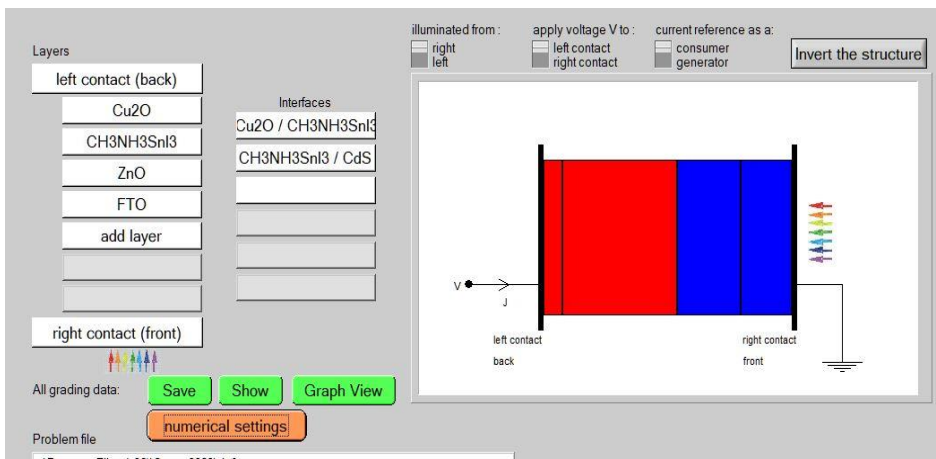 illuminated from :
right
left
apply voltage V to :
left contact
right contact
current reference as a:
consumer
generator
Invert the structure
Layers
left contact (back)
Cu2O
CH3NH3SnI3
ZnO
FTO
add layer
right contact (front)
Interfaces
Cu2O / CH3NH3SnI3
CH3NH3SnI3 / CdS
V
J
left contact
back
right contact
front
All grading data:
Save
Show
Graph View
numerical settings
Problem file